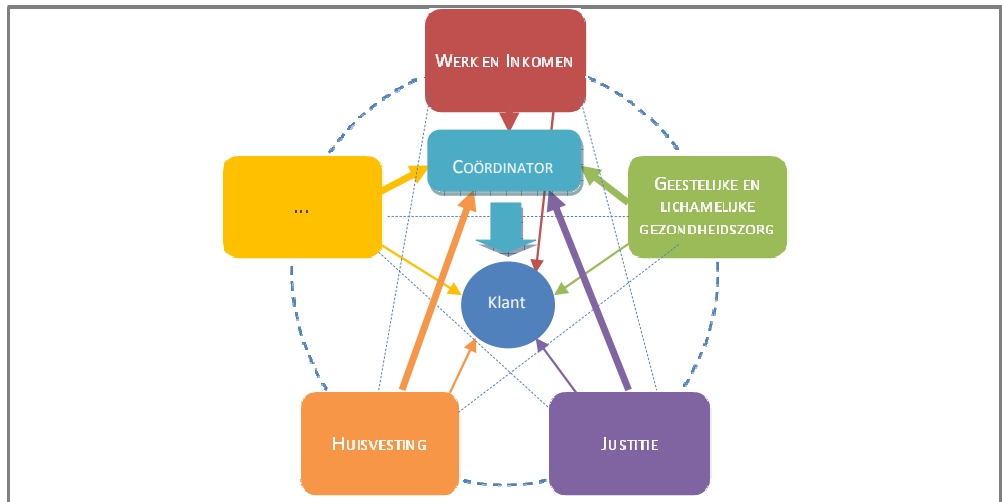 WERK EN INKOMEN
COÖRDINATOR
...
GEESTELIJKE EN
LICHAMELIJKE
GEZONDHEIDSZORG
Klant
HUISVESTING
JUSTITIE